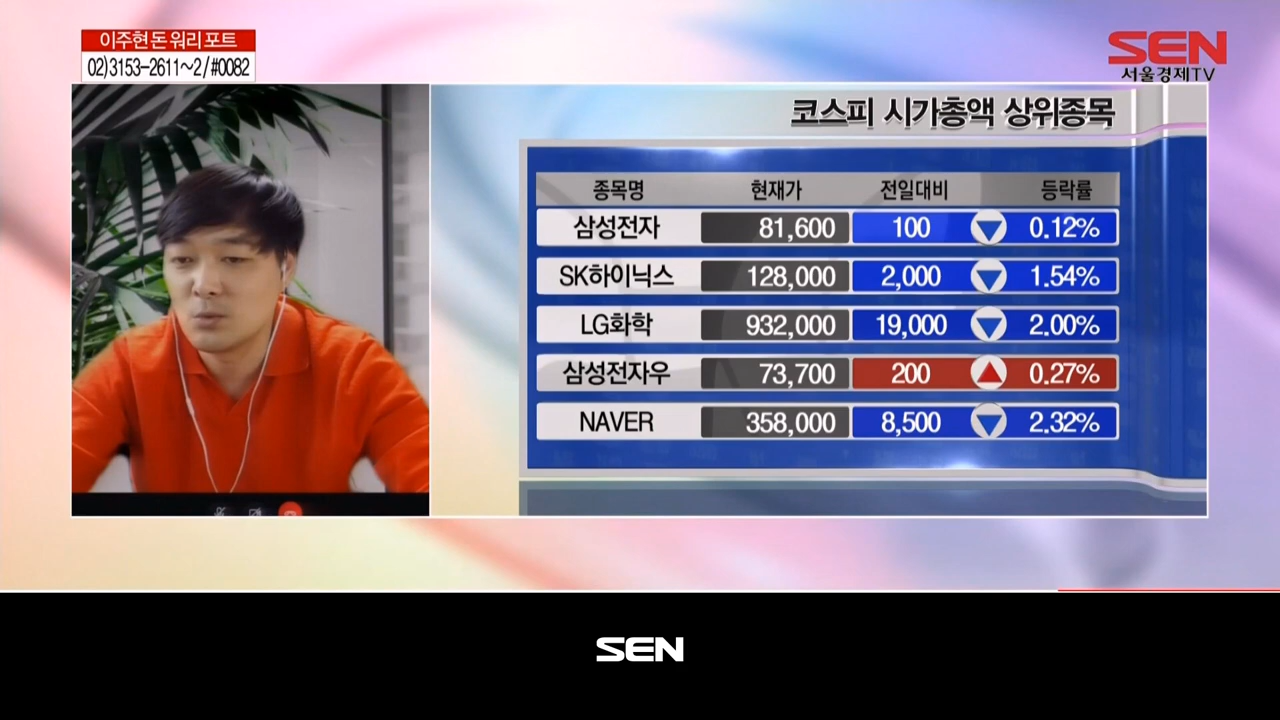 이주현 돈 워리 포트
02)3153-2611~2/#0082
SEN
서울경제TV
코스피 시가총액 상위종목
종목명 현재가 전일대비 등락률
삼성전자 81,600 100 ▼ 0.12%
SK하이닉스 128,000 2,000 ▼ 1.54%
LG화학 932,000 19,000 ▼ 2.00%
삼성전자우 73,700 200 ▲ 0.27%
NAVER 358,000 8,500 ▼ 2.32%
SEN